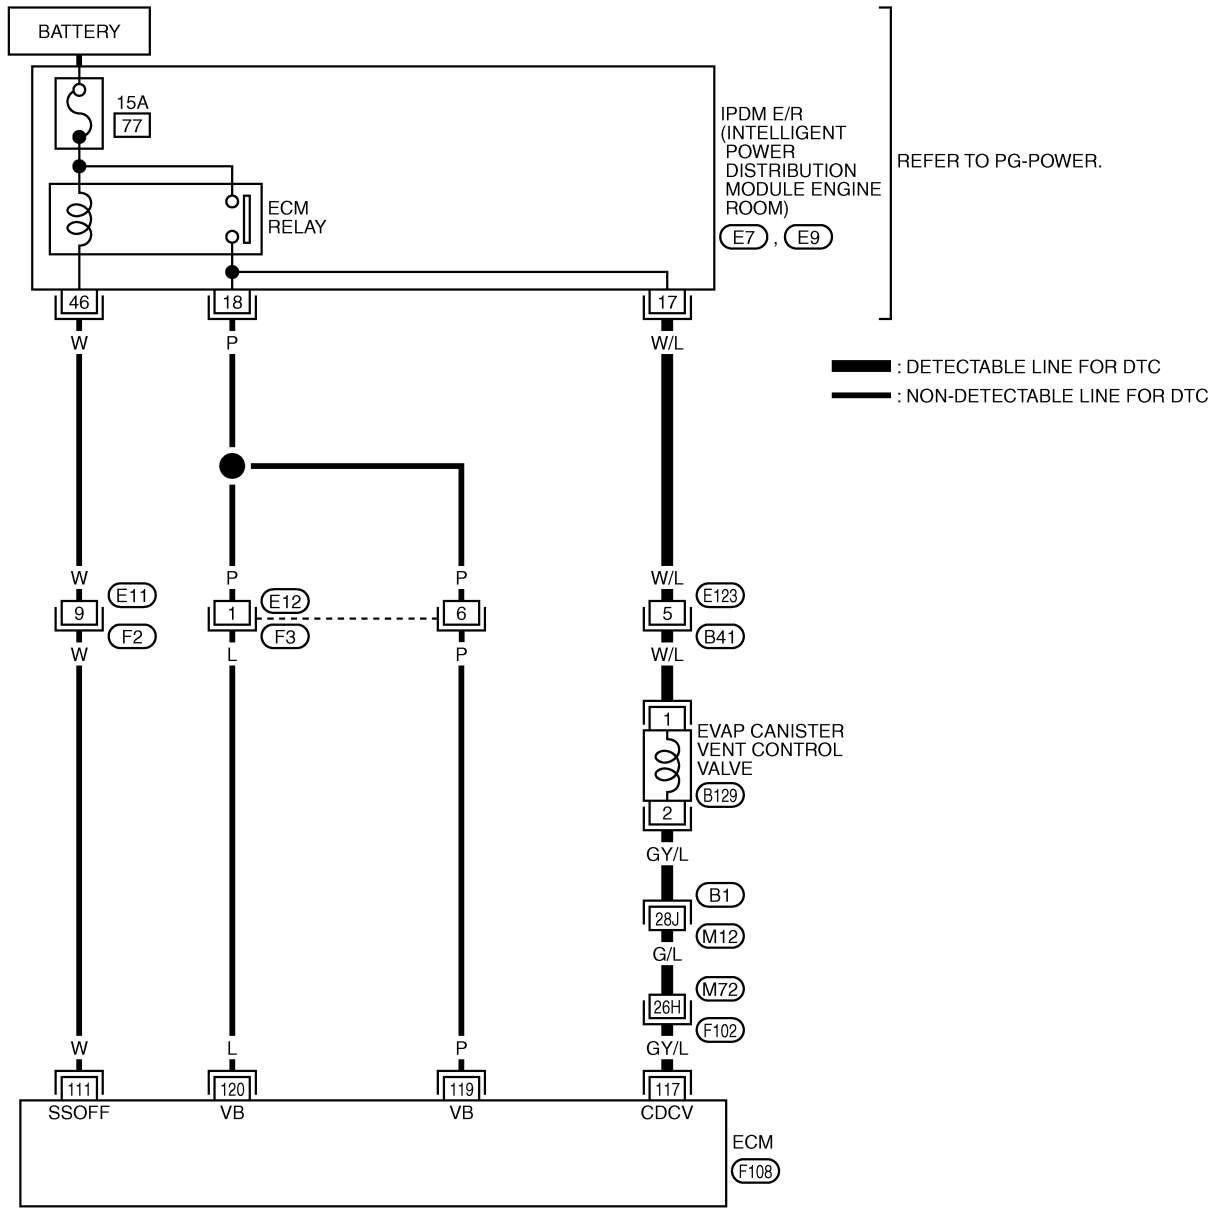 BATTERY
15A
77
IPDM E/R
(INTELLIGENT
POWER
DISTRIBUTION
MODULE ENGINE
ROOM)
E7 , E9
REFER TO PG-POWER.
ECM
RELAY
46 18 17
W P W/L
: DETECTABLE LINE FOR DTC
: NON-DETECTABLE LINE FOR DTC
W P P W/L
E11 E12 E123
9 1 6 5
F2 F3 B41
W L P W/L
1
EVAP CANISTER
VENT CONTROL
VALVE
B129
2
GY/L
B1
28J
M12
G/L
M72
26H
F102
W L P GY/L
111 120 119 117
SSOFF VB VB CDCV
ECM
F108